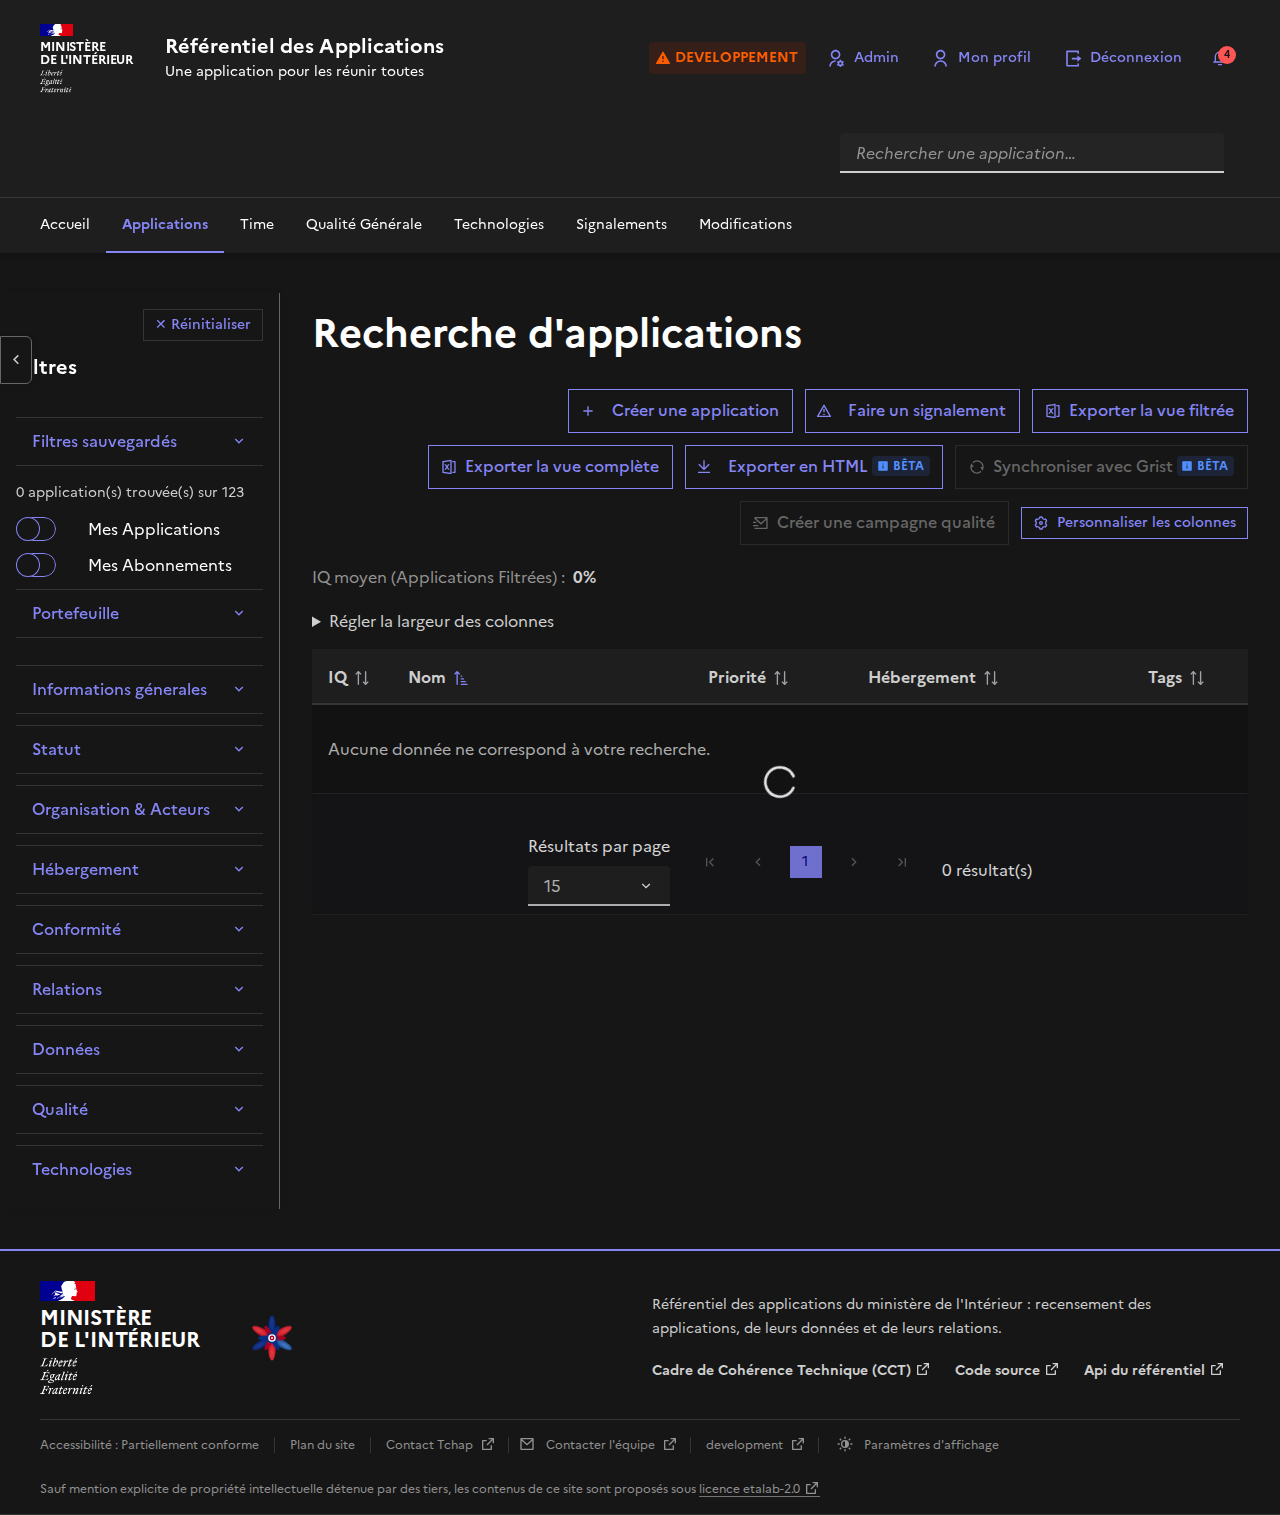 MINISTÈRE
DE L'INTÉRIEUR
Liberté
Égalité
Fraternité
Référentiel des Applications
Une application pour les réunir toutes
DEVELOPPEMENT
Admin
Mon profil
Déconnexion
4
Rechercher une application...
Accueil
Applications
Time
Qualité Générale
Technologies
Signalements
Modifications
Réinitialiser
ltres
Filtres sauvegardés
0 application(s) trouvée(s) sur 123
Mes Applications
Mes Abonnements
Portefeuille
Informations génerales
Statut
Organisation & Acteurs
Hébergement
Conformité
Relations
Données
Qualité
Technologies
Recherche d'applications
Créer une application
Faire un signalement
Exporter la vue filtrée
Exporter la vue complète
Exporter en HTML BÊTA
Synchroniser avec Grist BÊTA
Créer une campagne qualité
Personnaliser les colonnes
IQ moyen (Applications Filtrées) : 0%
Régler la largeur des colonnes
IQ
Nom
Priorité
Hébergement
Tags
Aucune donnée ne correspond à votre recherche.
Résultats par page
15
1
0 résultat(s)
MINISTÈRE
DE L'INTÉRIEUR
Liberté
Égalité
Fraternité
Référentiel des applications du ministère de l'Intérieur : recensement des
applications, de leurs données et de leurs relations.
Cadre de Cohérence Technique (CCT)
Code source
Api du référentiel
Accessibilité : Partiellement conforme
Plan du site
Contact Tchap
Contacter l'équipe
development
Paramètres d'affichage
Sauf mention explicite de propriété intellectuelle détenue par des tiers, les contenus de ce site sont proposés sous licence etalab-2.0